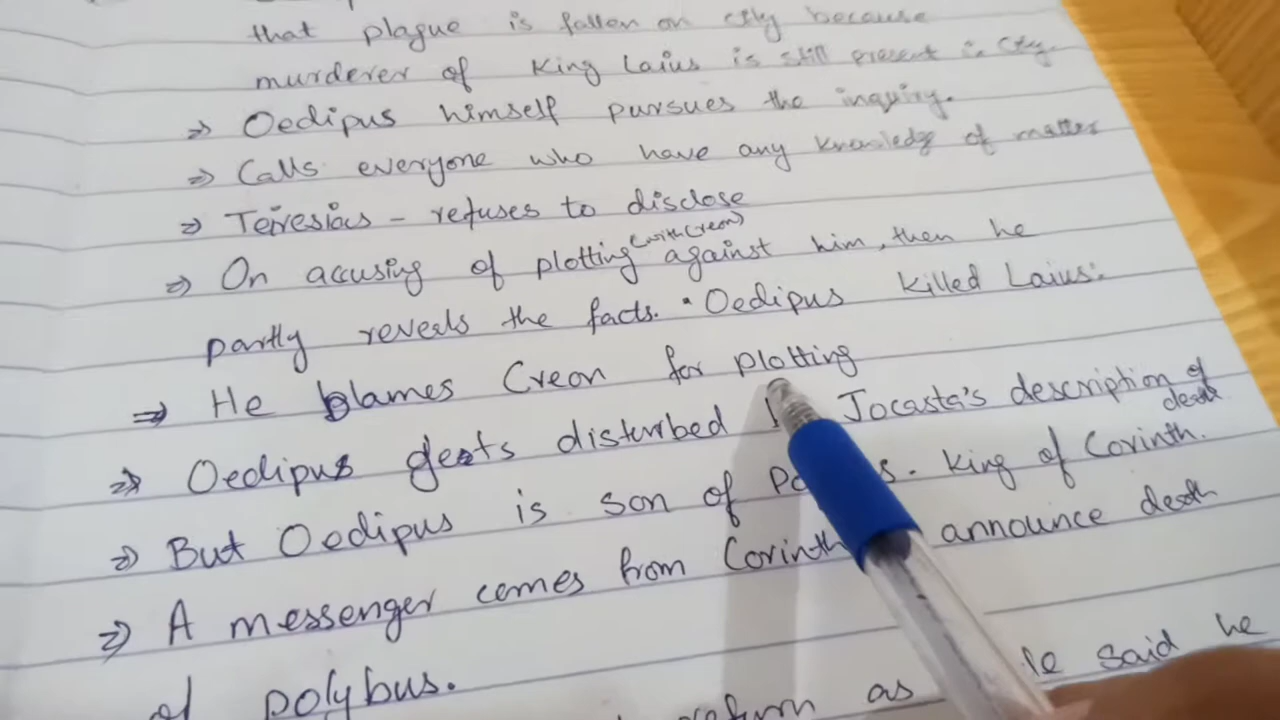 that plague is fallen on city because
murderer of King Laius is still present in City.
⇒ Oedipus himself pursues the inquiry.
⇒ Calls everyone who have any knowledge of matter
⇒ Teiresias - refuses to disclose
⇒ On accusing of plotting (with Creon) against him, then he
partly reveals the facts. "Oedipus killed Laius."
⇒ He blames Creon for plotting
⇒ Oedipus gets disturbed Jocasta's description of death
⇒ But Oedipus is son of King of Corinth.
⇒ A messenger comes from Corinth announce death
of polybus.
as said he